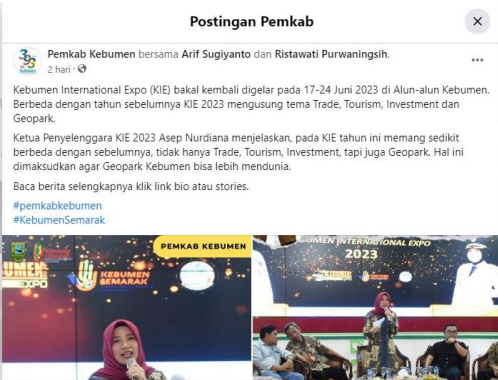 Postingan Pemkab
Pemkab Kebumen bersama Arif Sugiyanto dan Ristawati Purwaningsih.
2 hari ·
Kebumen International Expo (KIE) bakal kembali digelar pada 17-24 Juni 2023 di Alun-alun Kebumen.
Berbeda dengan tahun sebelumnya KIE 2023 mengusung tema Trade, Tourism, Investment dan
Geopark.
Ketua Penyelenggara KIE 2023 Asep Nurdiana menjelaskan, pada KIE tahun ini memang sedikit
berbeda dengan sebelumnya, tidak hanya Trade, Tourism, Investment, tapi juga Geopark. Hal ini
dimaksudkan agar Geopark Kebumen bisa lebih mendunia.
Baca berita selengkapnya klik link bio atau stories.
#pemkabkebumen
#KebumenSemarak
PEMKAB KEBUMEN
KEBUMEN
SEMARAK
EXPO
UMEN INTERNATIONAL EXPO
2023